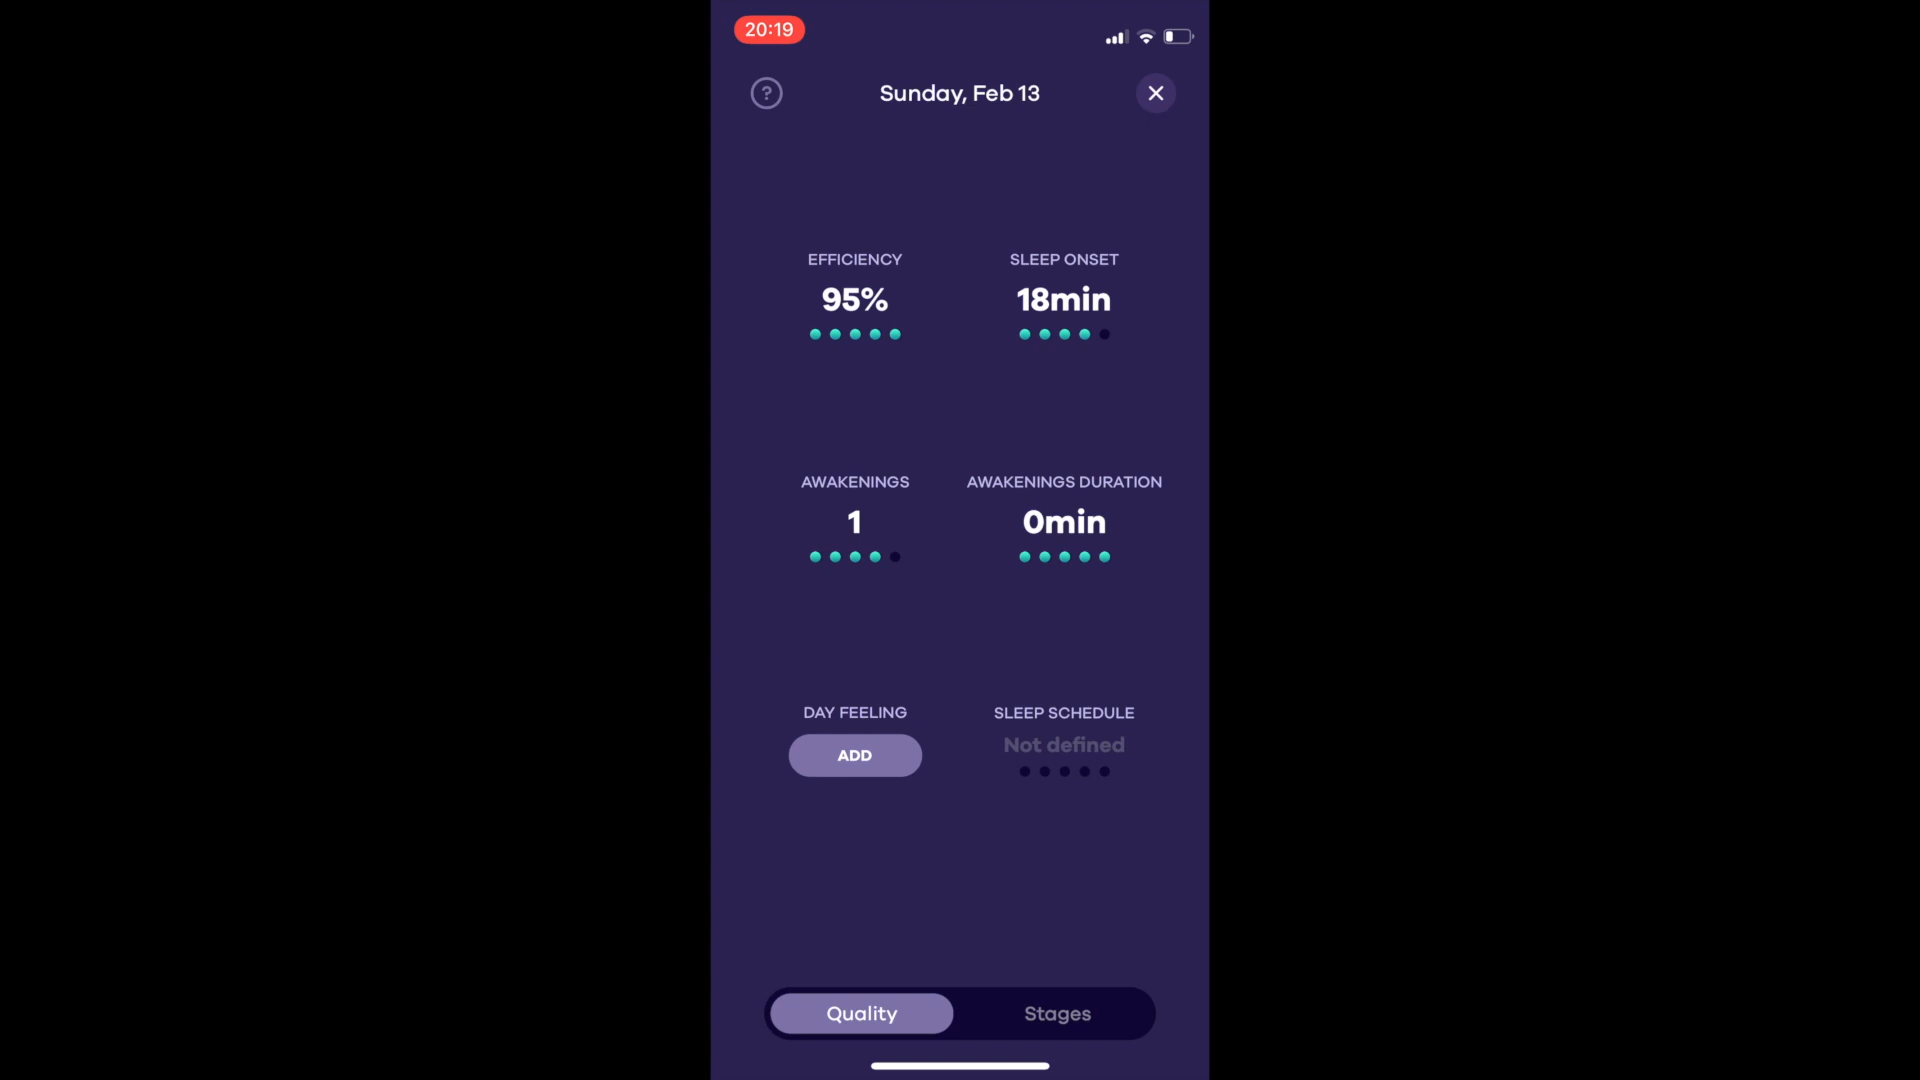 20:19
?
Sunday, Feb 13
EFFICIENCY
95%
SLEEP ONSET
18min
AWAKENINGS
1
AWAKENINGS DURATION
0min
DAY FEELING
ADD
SLEEP SCHEDULE
Not defined
Quality
Stages